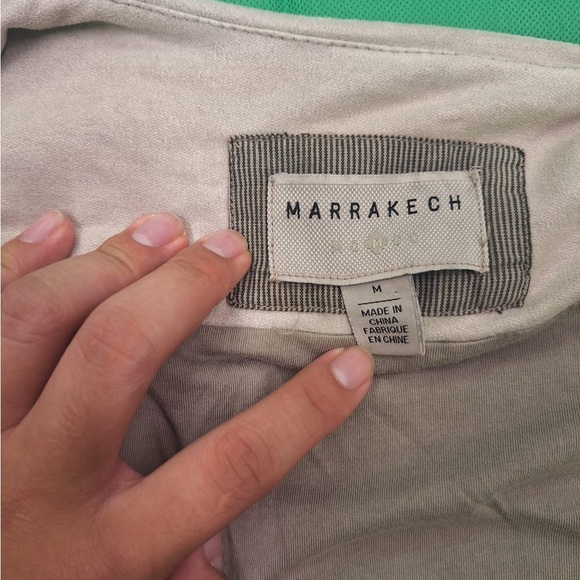 MARRAKECH
M
MADE IN
CHINA
FABRIQUE
EN CHINE